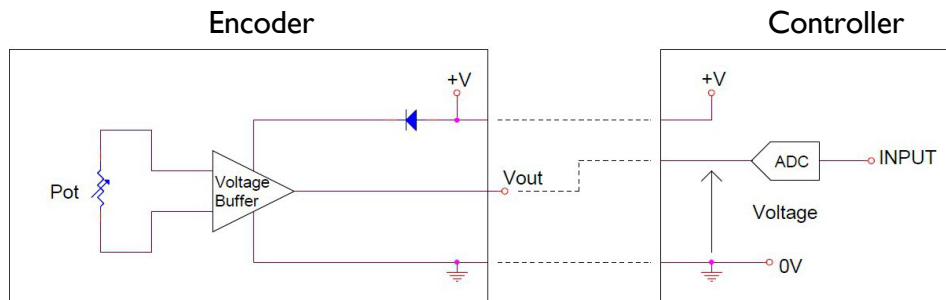 Encoder
Controller
+V
+V
Pot
Voltage
Buffer
Vout
ADC
INPUT
Voltage
0V